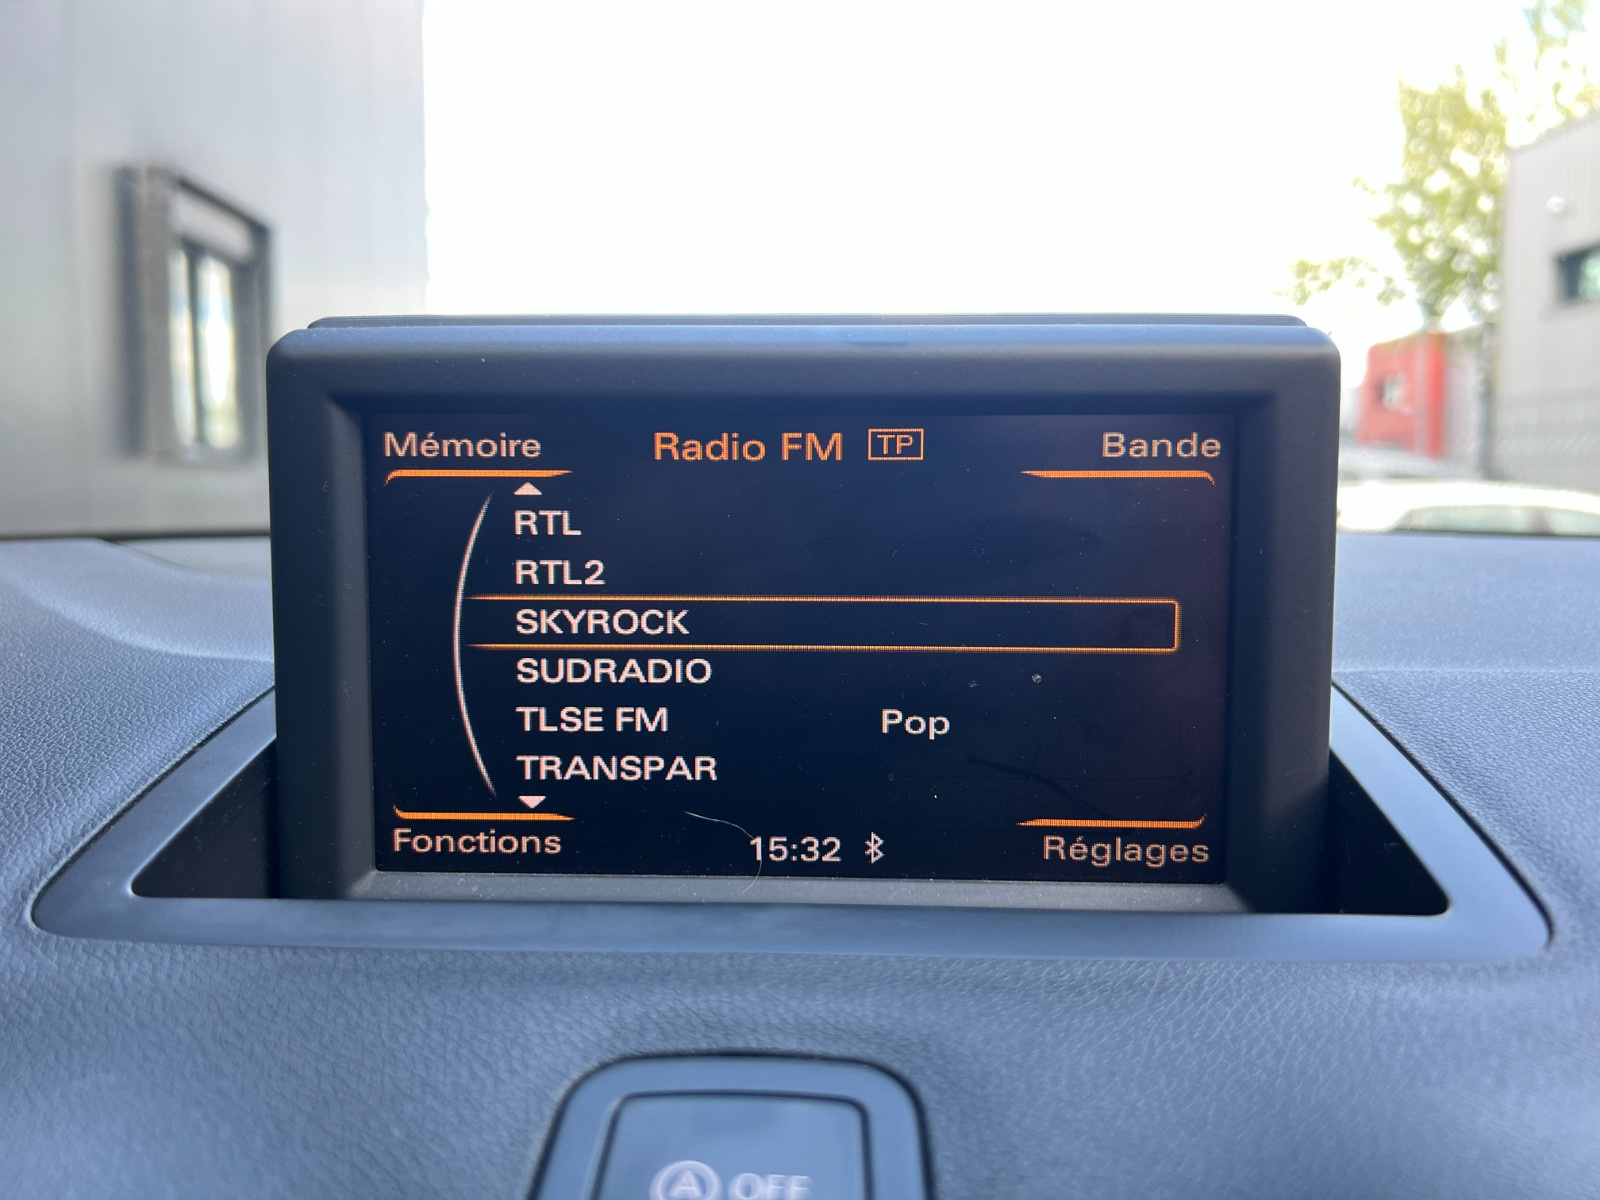 Mémoire Radio FM TP Bande
RTL
RTL2
SKYROCK
SUDRADIO
TLSE FM Pop
TRANSPAR
Fonctions 15:32 Réglages
A OFF